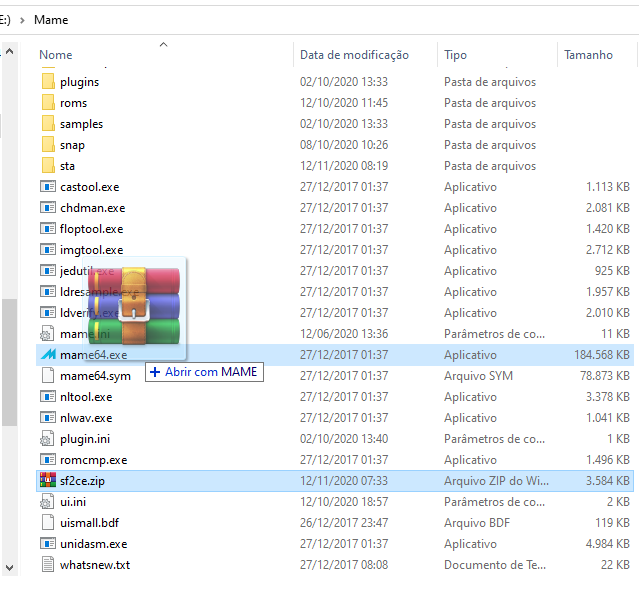 E:) > Mame
Nome Data de modificação Tipo Tamanho
plugins 02/10/2020 13:33 Pasta de arquivos
roms 12/10/2020 11:45 Pasta de arquivos
samples 02/10/2020 13:33 Pasta de arquivos
snap 08/10/2020 10:26 Pasta de arquivos
sta 12/11/2020 08:19 Pasta de arquivos
castool.exe 27/12/2017 01:37 Aplicativo 1.113 KB
chdman.exe 27/12/2017 01:37 Aplicativo 2.081 KB
floptool.exe 27/12/2017 01:37 Aplicativo 1.420 KB
imgtool.exe 27/12/2017 01:37 Aplicativo 2.712 KB
jedutil.exe 27/12/2017 01:37 Aplicativo 925 KB
ldresample.exe 27/12/2017 01:37 Aplicativo 1.957 KB
ldverify.exe 27/12/2017 01:37 Aplicativo 2.010 KB
mame.ini 12/06/2020 13:36 Parâmetros de co... 11 KB
mame64.exe 27/12/2017 01:37 Aplicativo 184.568 KB
+ Abrir com MAME
mame64.sym 27/12/2017 01:37 Arquivo SYM 78.873 KB
nltool.exe 27/12/2017 01:37 Aplicativo 3.378 KB
nlwav.exe 27/12/2017 01:37 Aplicativo 1.041 KB
plugin.ini 02/10/2020 13:40 Parâmetros de co... 1 KB
romcmp.exe 27/12/2017 01:37 Aplicativo 1.496 KB
sf2ce.zip 12/11/2020 07:33 Arquivo ZIP do Wi... 3.584 KB
ui.ini 12/10/2020 18:57 Parâmetros de co... 2 KB
uismall.bdf 26/12/2017 23:47 Arquivo BDF 119 KB
unidasm.exe 27/12/2017 01:37 Aplicativo 4.984 KB
whatsnew.txt 27/12/2017 08:08 Documento de Te... 22 KB